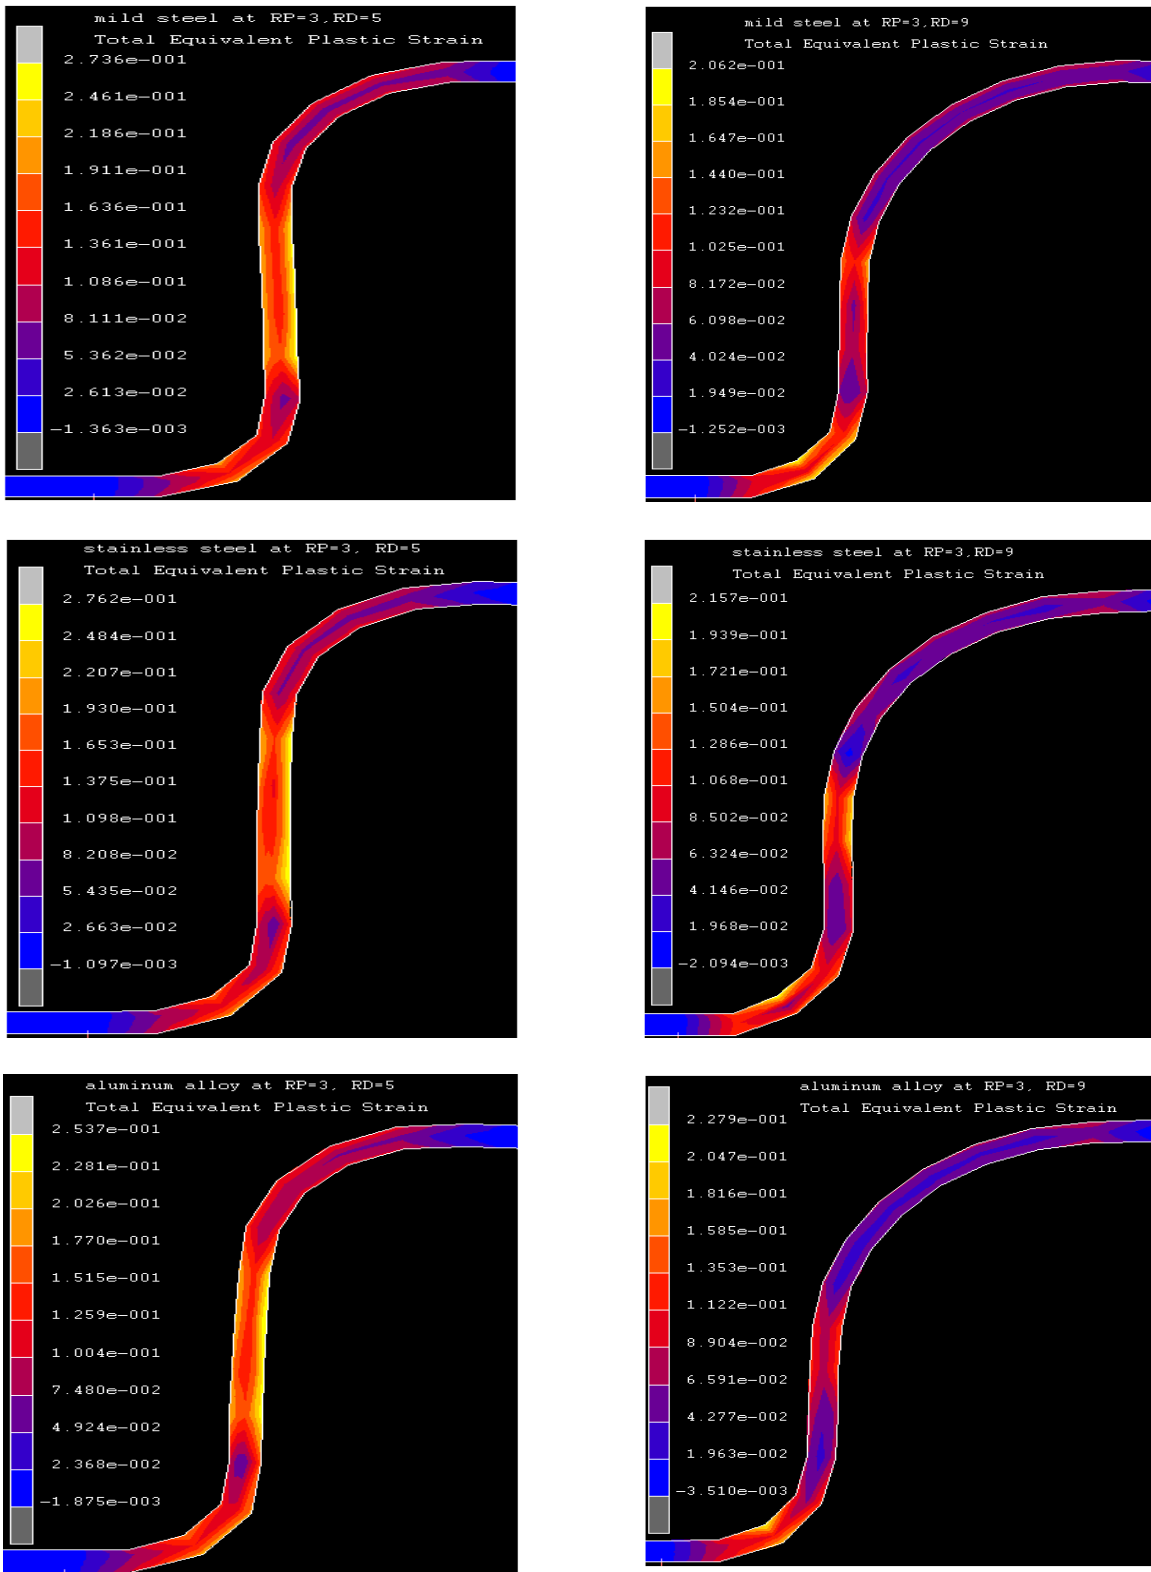 mild steel at RP=3,RD=5
Total Equivalent Plastic Strain
2.736e-001
2.461e-001
2.186e-001
1.911e-001
1.636e-001
1.361e-001
1.086e-001
8.111e-002
5.362e-002
2.613e-002
-1.363e-003
mild steel at RP=3,RD=9
Total Equivalent Plastic Strain
2.062e-001
1.854e-001
1.647e-001
1.440e-001
1.232e-001
1.025e-001
8.172e-002
6.098e-002
4.024e-002
1.949e-002
-1.252e-003
stainless steel at RP=3, RD=5
Total Equivalent Plastic Strain
2.762e-001
2.484e-001
2.207e-001
1.930e-001
1.653e-001
1.375e-001
1.098e-001
8.208e-002
5.435e-002
2.663e-002
-1.097e-003
stainless steel at RP=3,RD=9
Total Equivalent Plastic Strain
2.157e-001
1.939e-001
1.721e-001
1.504e-001
1.286e-001
1.068e-001
8.502e-002
6.324e-002
4.146e-002
1.968e-002
-2.094e-003
aluminum alloy at RP=3, RD=5
Total Equivalent Plastic Strain
2.537e-001
2.281e-001
2.026e-001
1.770e-001
1.515e-001
1.259e-001
1.004e-001
7.480e-002
4.924e-002
2.368e-002
-1.875e-003
aluminum alloy at RP=3, RD=9
Total Equivalent Plastic Strain
2.279e-001
2.047e-001
1.816e-001
1.585e-001
1.353e-001
1.122e-001
8.904e-002
6.591e-002
4.277e-002
1.963e-002
-3.510e-003